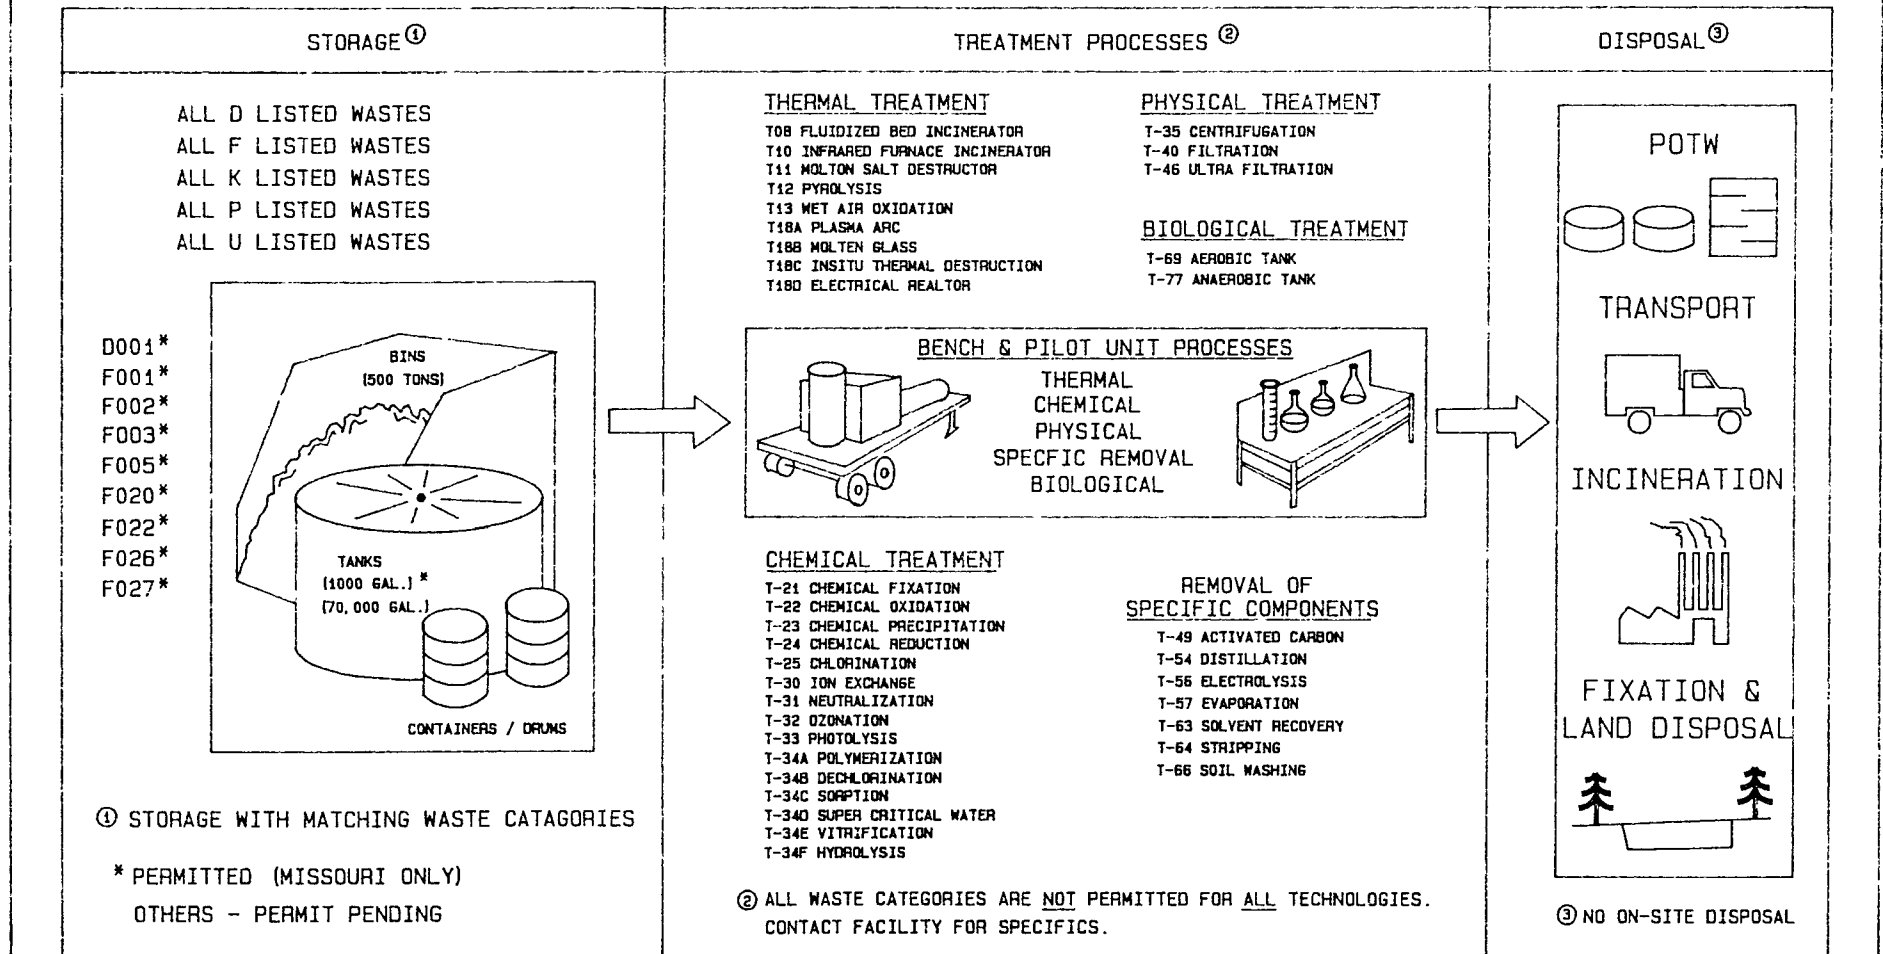 STORAGE ①
ALL D LISTED WASTES
ALL F LISTED WASTES
ALL K LISTED WASTES
ALL P LISTED WASTES
ALL U LISTED WASTES
D001*
F001*
F002*
F003*
F005*
F020*
F022*
F026*
F027*
BINS
(500 TONS)
TANKS
(1000 GAL.) *
(70,000 GAL.)
CONTAINERS / DRUMS
① STORAGE WITH MATCHING WASTE CATAGORIES
* PERMITTED (MISSOURI ONLY)
OTHERS - PERMIT PENDING
TREATMENT PROCESSES ②
THERMAL TREATMENT
T08 FLUIDIZED BED INCINERATOR
T10 INFRARED FURNACE INCINERATOR
T11 MOLTON SALT DESTRUCTOR
T12 PYROLYSIS
T13 WET AIR OXIDATION
T18A PLASMA ARC
T18B MOLTEN GLASS
T18C INSITU THERMAL DESTRUCTION
T18D ELECTRICAL REALTOR
PHYSICAL TREATMENT
T-35 CENTRIFUGATION
T-40 FILTRATION
T-46 ULTRA FILTRATION
BIOLOGICAL TREATMENT
T-69 AEROBIC TANK
T-77 ANAEROBIC TANK
BENCH & PILOT UNIT PROCESSES
THERMAL
CHEMICAL
PHYSICAL
SPECFIC REMOVAL
BIOLOGICAL
CHEMICAL TREATMENT
T-21 CHEMICAL FIXATION
T-22 CHEMICAL OXIDATION
T-23 CHEMICAL PRECIPITATION
T-24 CHEMICAL REDUCTION
T-25 CHLORINATION
T-30 ION EXCHANGE
T-31 NEUTRALIZATION
T-32 OZONATION
T-33 PHOTOLYSIS
T-34A POLYMERIZATION
T-34B DECHLORINATION
T-34C SORPTION
T-34D SUPER CRITICAL WATER
T-34E VITRIFICATION
T-34F HYDROLYSIS
REMOVAL OF
SPECIFIC COMPONENTS
T-49 ACTIVATED CARBON
T-54 DISTILLATION
T-56 ELECTROLYSIS
T-57 EVAPORATION
T-63 SOLVENT RECOVERY
T-64 STRIPPING
T-66 SOIL WASHING
② ALL WASTE CATEGORIES ARE NOT PERMITTED FOR ALL TECHNOLOGIES.
CONTACT FACILITY FOR SPECIFICS.
DISPOSAL ③
POTW
TRANSPORT
INCINERATION
FIXATION &
LAND DISPOSAL
③ NO ON-SITE DISPOSAL